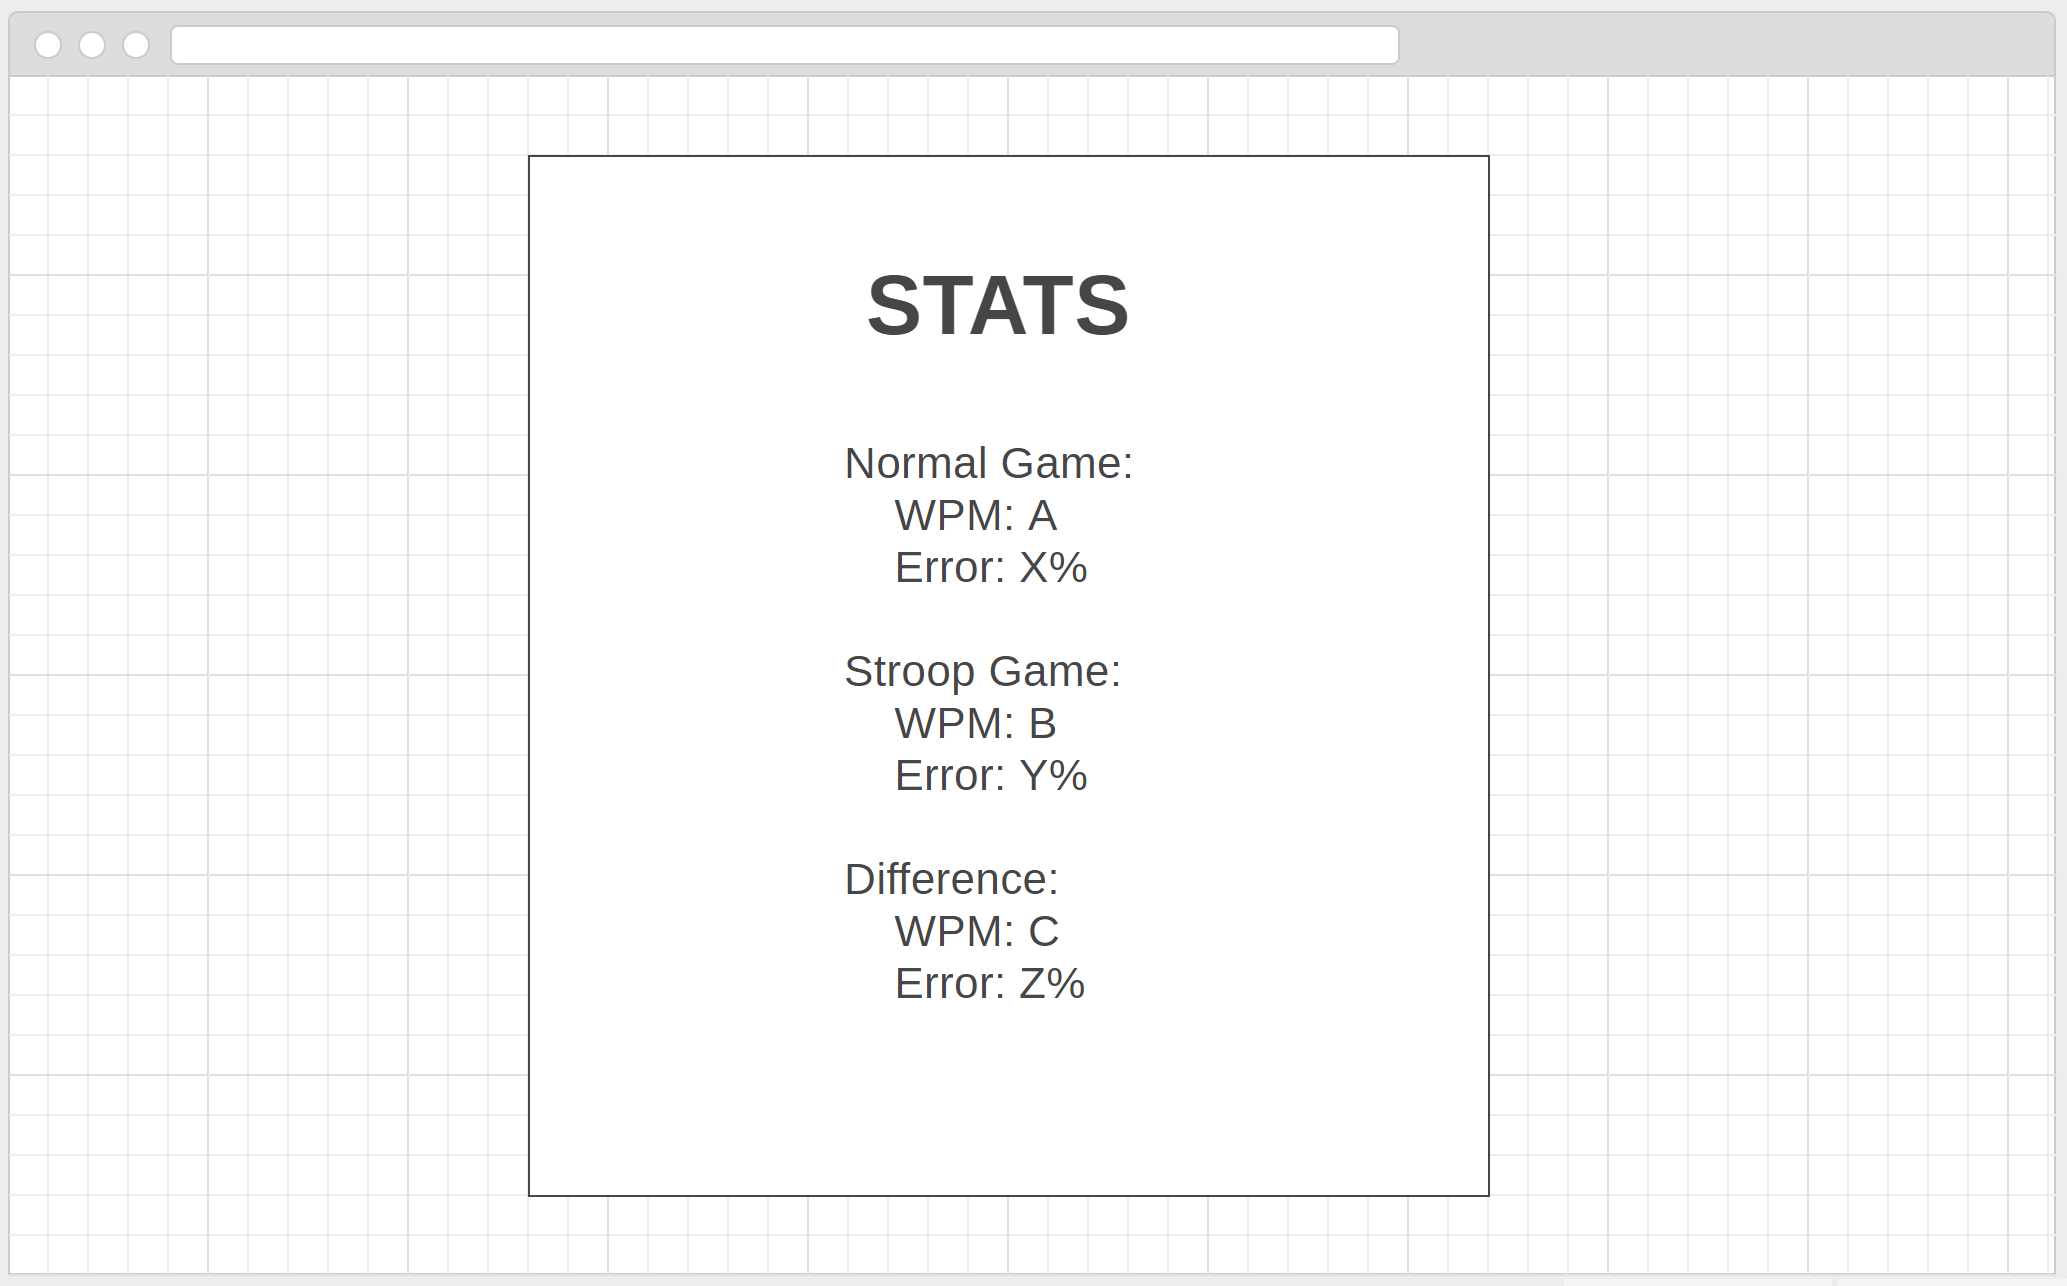 STATS
Normal Game:
WPM: A
Error: X%
Stroop Game:
WPM: B
Error: Y%
Difference:
WPM: C
Error: Z%